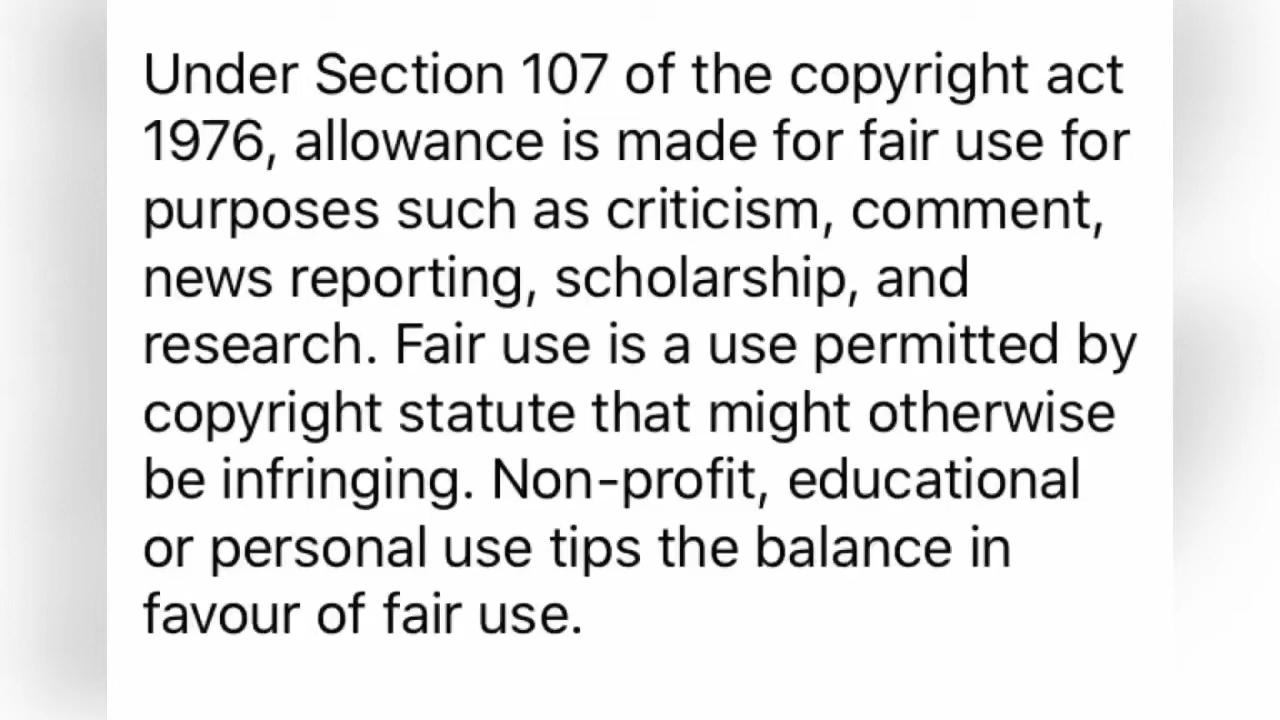 Under Section 107 of the copyright act
1976, allowance is made for fair use for
purposes such as criticism, comment,
news reporting, scholarship, and
research. Fair use is a use permitted by
copyright statute that might otherwise
be infringing. Non-profit, educational
or personal use tips the balance in
favour of fair use.